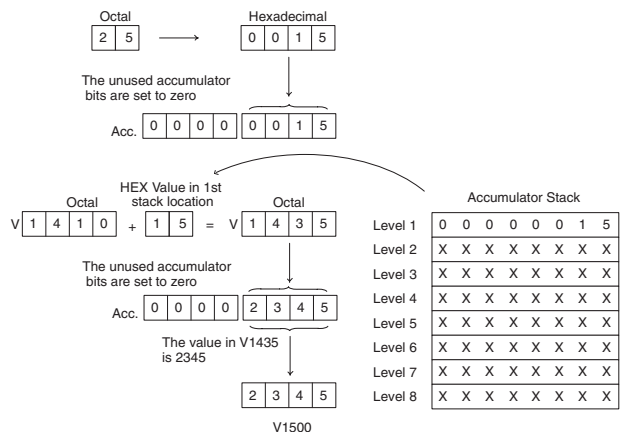 Octal
Hexadecimal
2 5
0 0 1 5
The unused accumulator
bits are set to zero
Acc. 0 0 0 0 0 0 1 5
HEX Value in 1st
stack location
Octal
Octal
V 1 4 1 0 + 1 5 = V 1 4 3 5
The unused accumulator
bits are set to zero
Acc. 0 0 0 0 2 3 4 5
The value in V1435
is 2345
2 3 4 5
V1500
Accumulator Stack
Level 1 0 0 0 0 0 0 1 5
Level 2 X X X X X X X X
Level 3 X X X X X X X X
Level 4 X X X X X X X X
Level 5 X X X X X X X X
Level 6 X X X X X X X X
Level 7 X X X X X X X X
Level 8 X X X X X X X X